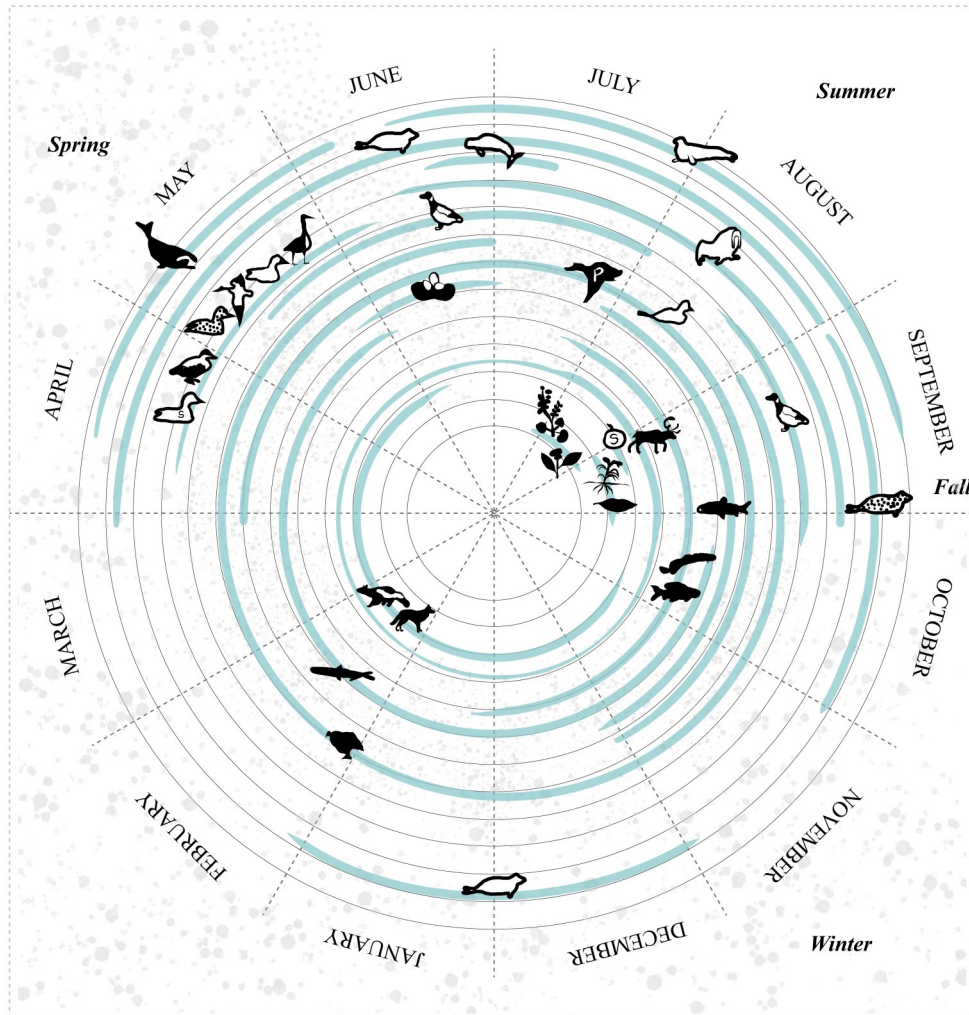 JUNE
JULY
Summer
Spring
MAY
AUGUST
P
APRIL
SEPTEMBER
S
S
Fall
MARCH
OCTOBER
FEBRUARY
NOVEMBER
JANUARY
DECEMBER
Winter